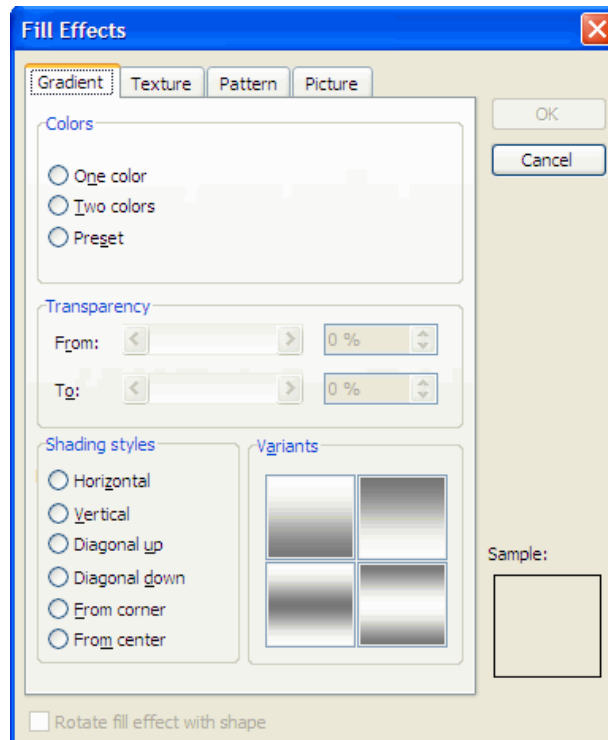 Fill Effects
Gradient Texture Pattern Picture
OK
Cancel
Colors
One color
Two colors
Preset
Transparency
From: 0 %
To: 0 %
Shading styles
Horizontal
Vertical
Diagonal up
Diagonal down
From corner
From center
Variants
Sample:
Rotate fill effect with shape